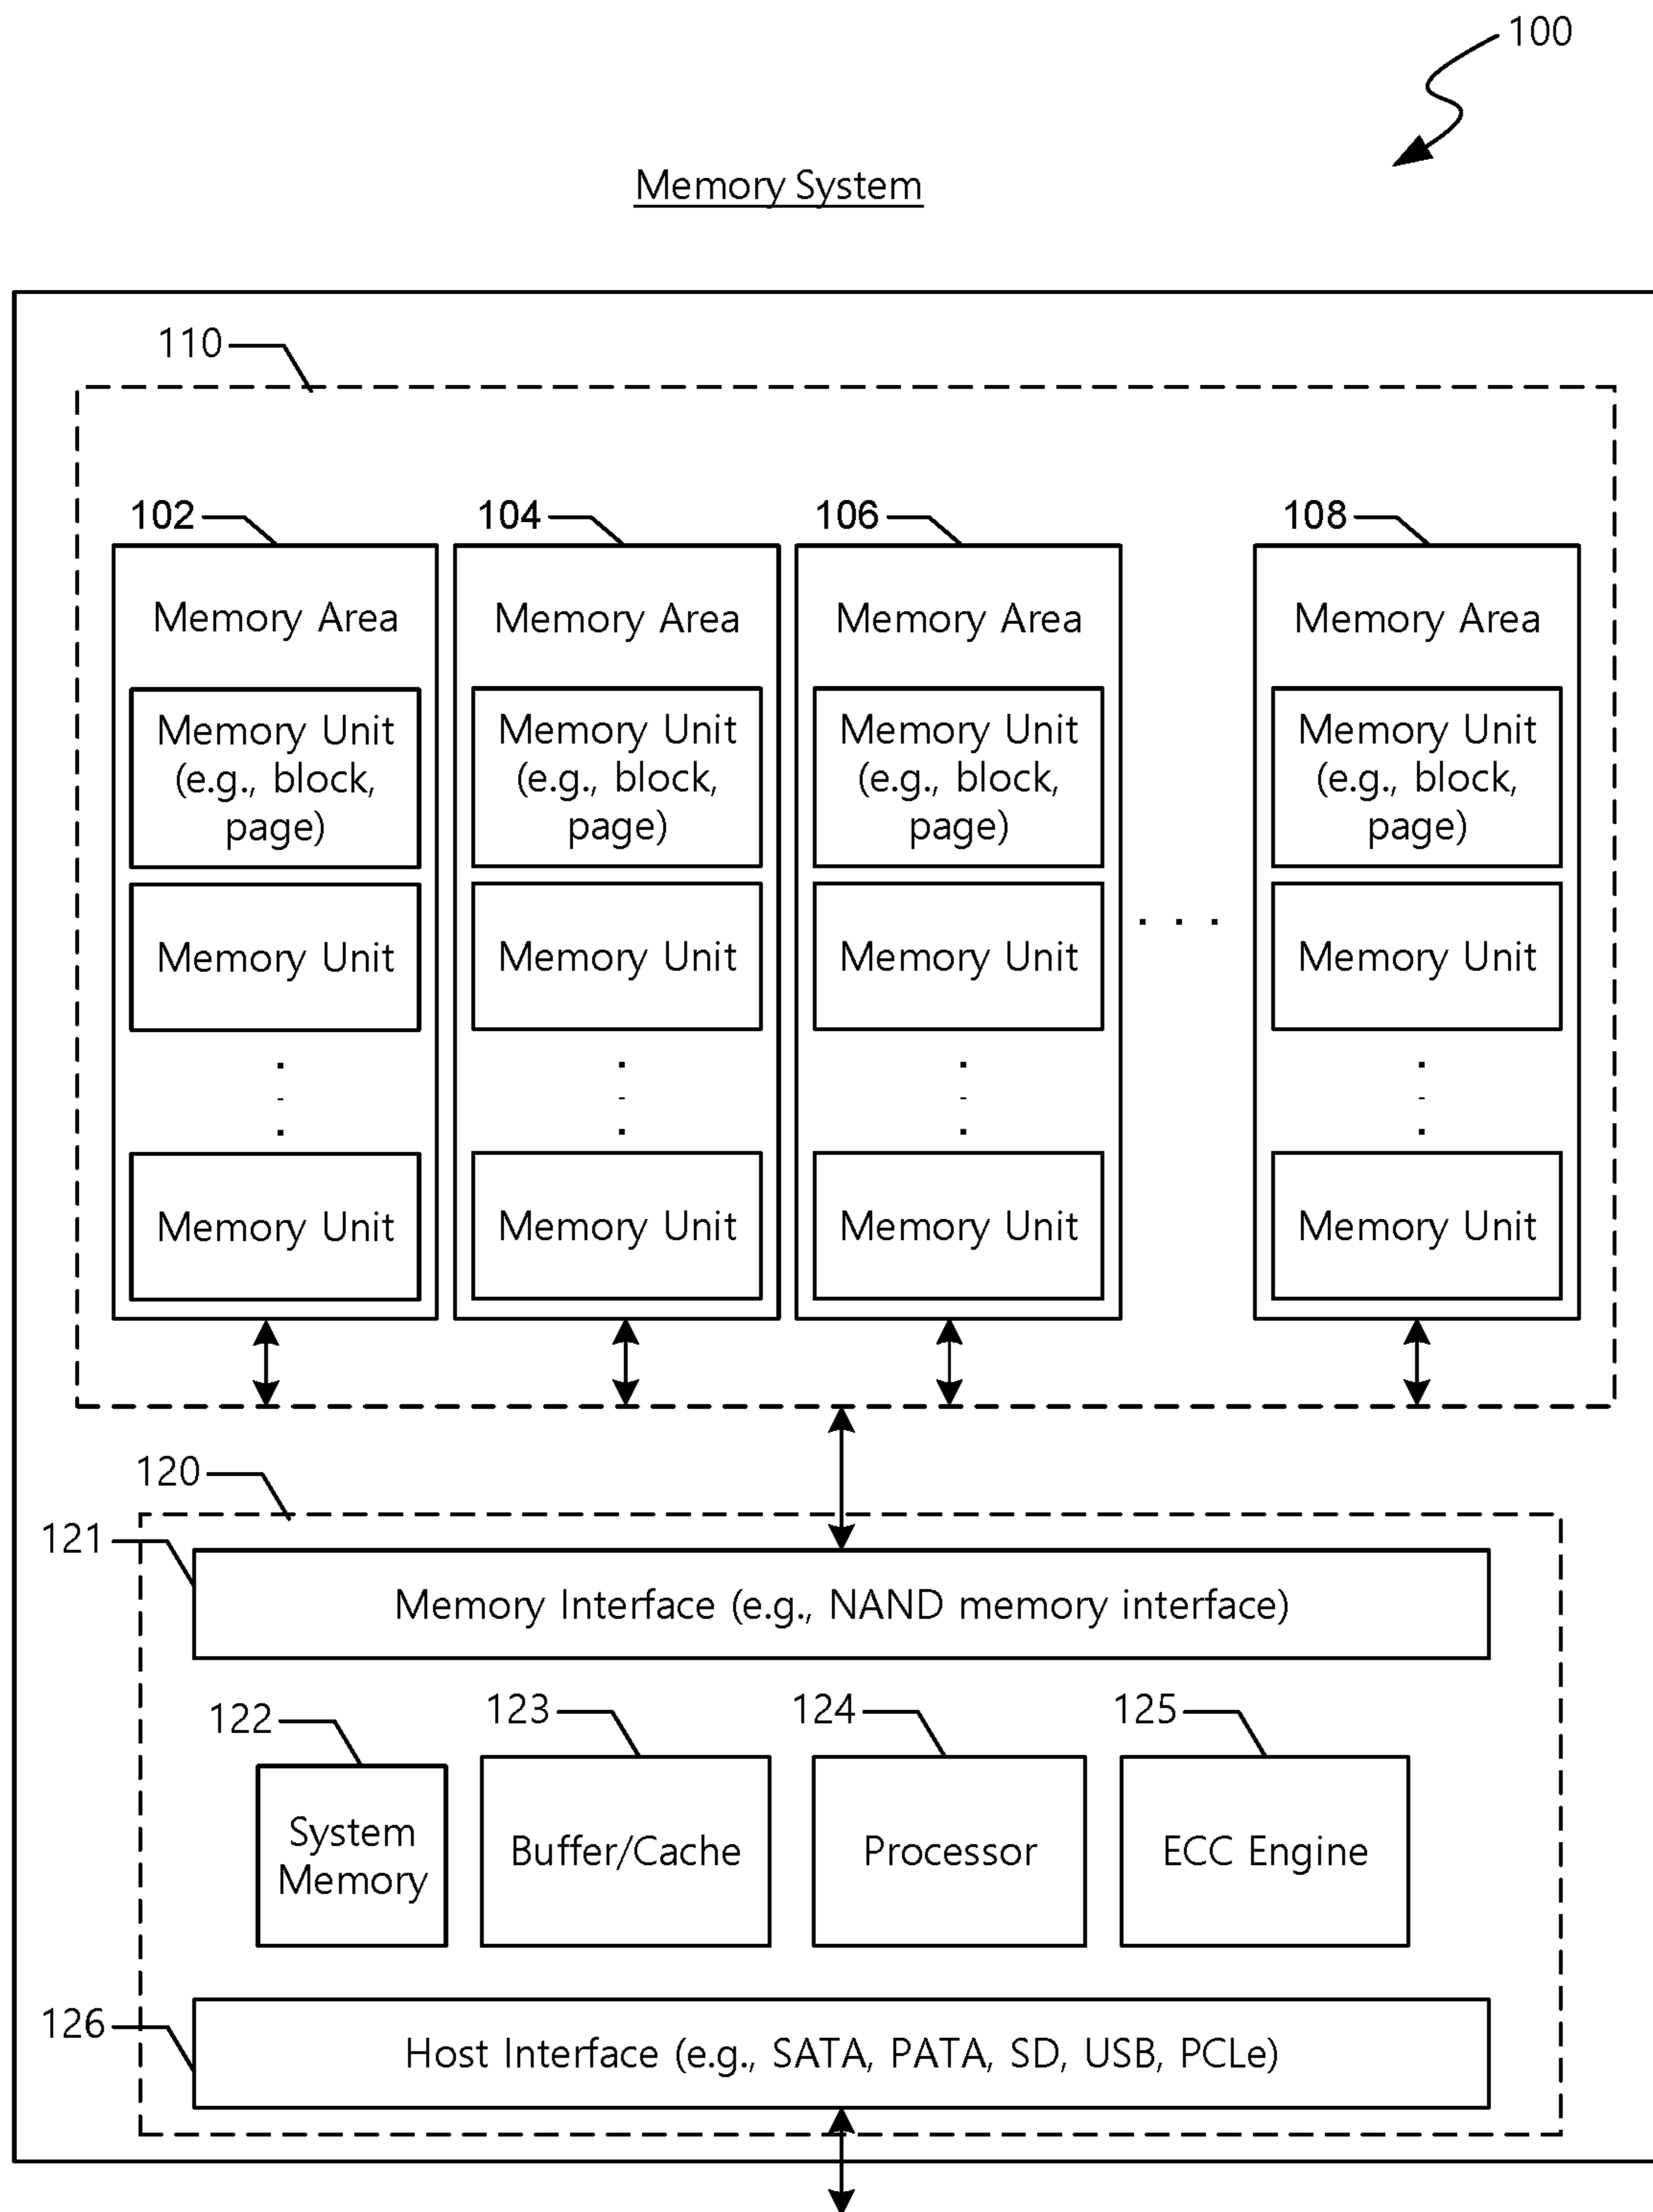 100
Memory System
110
102
104
106
108
Memory Area
Memory Area
Memory Area
Memory Area
Memory Unit
(e.g., block,
page)
Memory Unit
(e.g., block,
page)
Memory Unit
(e.g., block,
page)
Memory Unit
(e.g., block,
page)
Memory Unit
Memory Unit
Memory Unit
. . .
Memory Unit
Memory Unit
Memory Unit
Memory Unit
Memory Unit
120
121
Memory Interface (e.g., NAND memory interface)
122
123
124
125
System
Memory
Buffer/Cache
Processor
ECC Engine
126
Host Interface (e.g., SATA, PATA, SD, USB, PCLe)